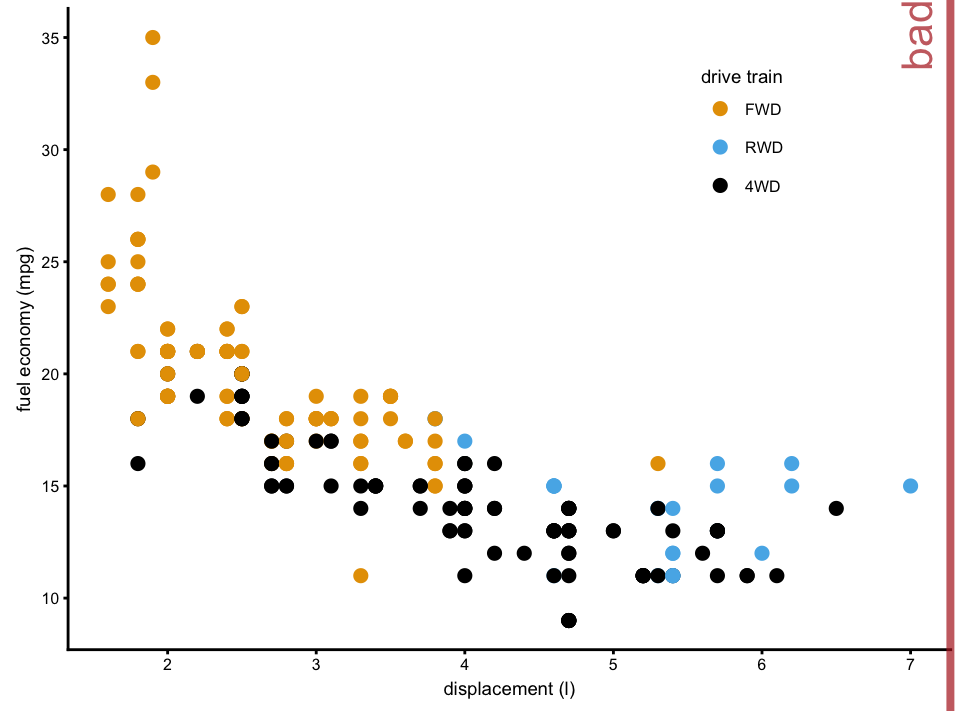 bad
35
30
25
20
15
10
fuel economy (mpg)
drive train
FWD
RWD
4WD
2 3 4 5 6 7
displacement (l)